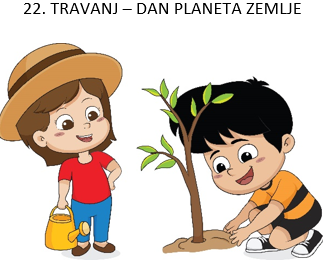 22. TRAVANJ – DAN PLANETA ZEMLJE